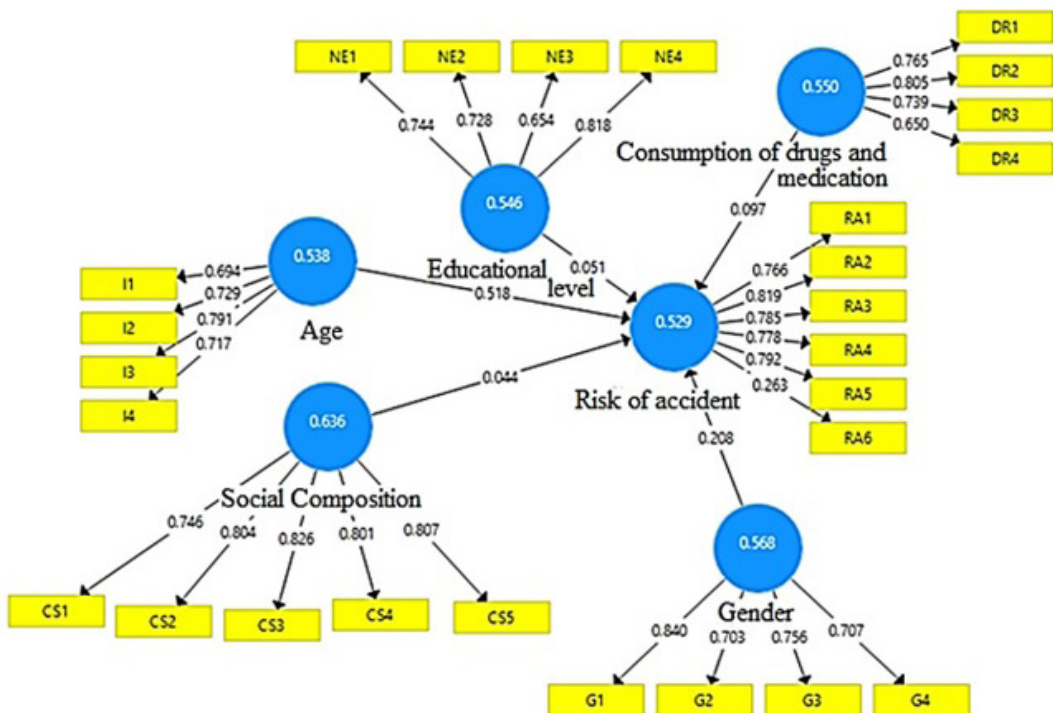 NE1
NE2
NE3
NE4
0.744
0.728
0.654
0.818
0.546
Educational
level
0.051
DR1
DR2
DR3
DR4
0.765
0.805
0.739
0.650
0.550
Consumption of drugs and
medication
0.097
I1
I2
I3
I4
0.694
0.729
0.791
0.717
0.538
Age
0.518
RA1
RA2
RA3
RA4
RA5
RA6
0.766
0.819
0.785
0.778
0.792
0.263
0.529
Risk of accident
0.636
Social Composition
0.044
0.746
0.804
0.826
0.801
0.807
CS1
CS2
CS3
CS4
CS5
0.208
0.568
Gender
0.840
0.703
0.756
0.707
G1
G2
G3
G4